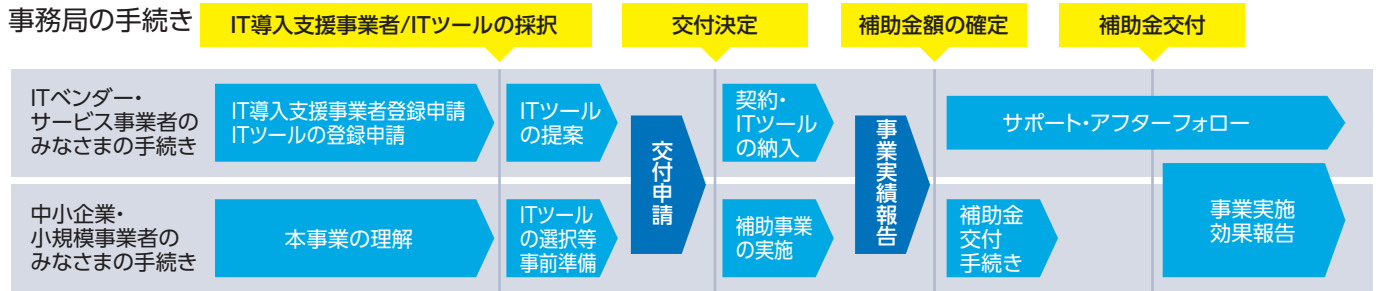 事務局の手続き
IT導入支援事業者/ITツールの採択
交付決定
補助金額の確定
補助金交付
ITベンダー・
サービス事業者の
みなさまの手続き
IT導入支援事業者登録申請
ITツールの登録申請
ITツール
の提案
交付申請
契約・
ITツール
の納入
事業実績報告
サポート・アフターフォロー
中小企業・
小規模事業者の
みなさまの手続き
本事業の理解
ITツール
の選択等
事前準備
補助事業
の実施
補助金
交付
手続き
事業実施
効果報告